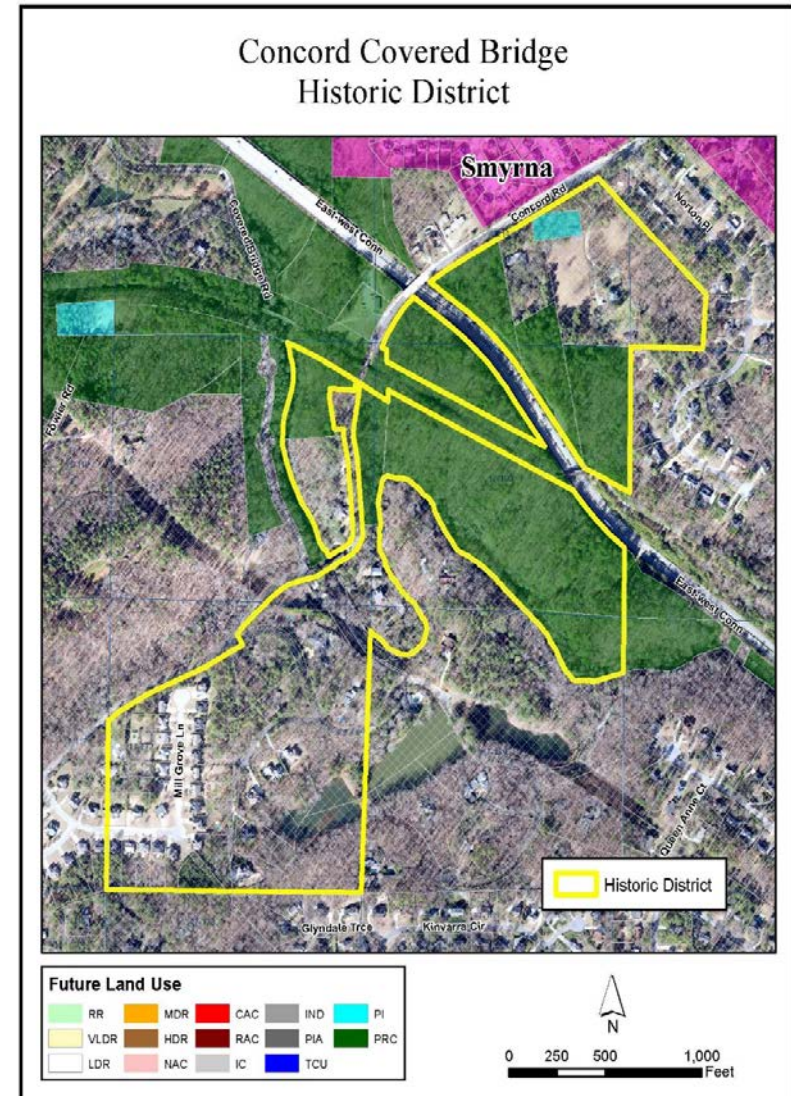 Concord Covered Bridge
Historic District
Smyrna
Concord Rd
Norton Pl
East-west Conn
Covered Bridge Rd
Fowler Rd
East-west Conn
Mill Grove Ln
Queen Anne Ct
Glyndale Trce
Kinvarra Cir
Historic District
Future Land Use
RR MDR CAC IND PI
VLDR HDR RAC PIA PRC
LDR NAC IC TCU
N
0 250 500 1,000
Feet